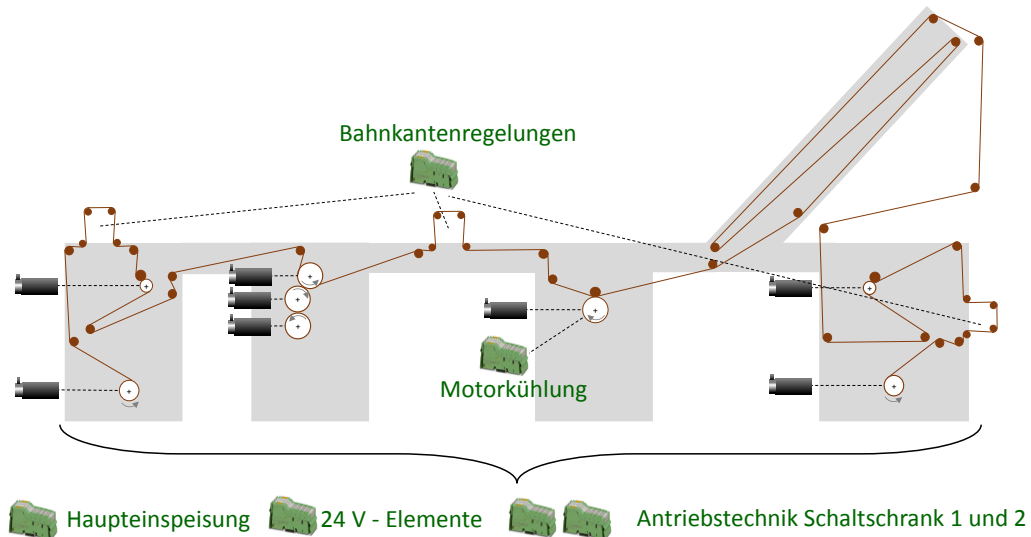 Bahnkantenregelungen
Motorkühlung
Haupteinspeisung
24 V - Elemente
Antriebstechnik Schaltschrank 1 und 2